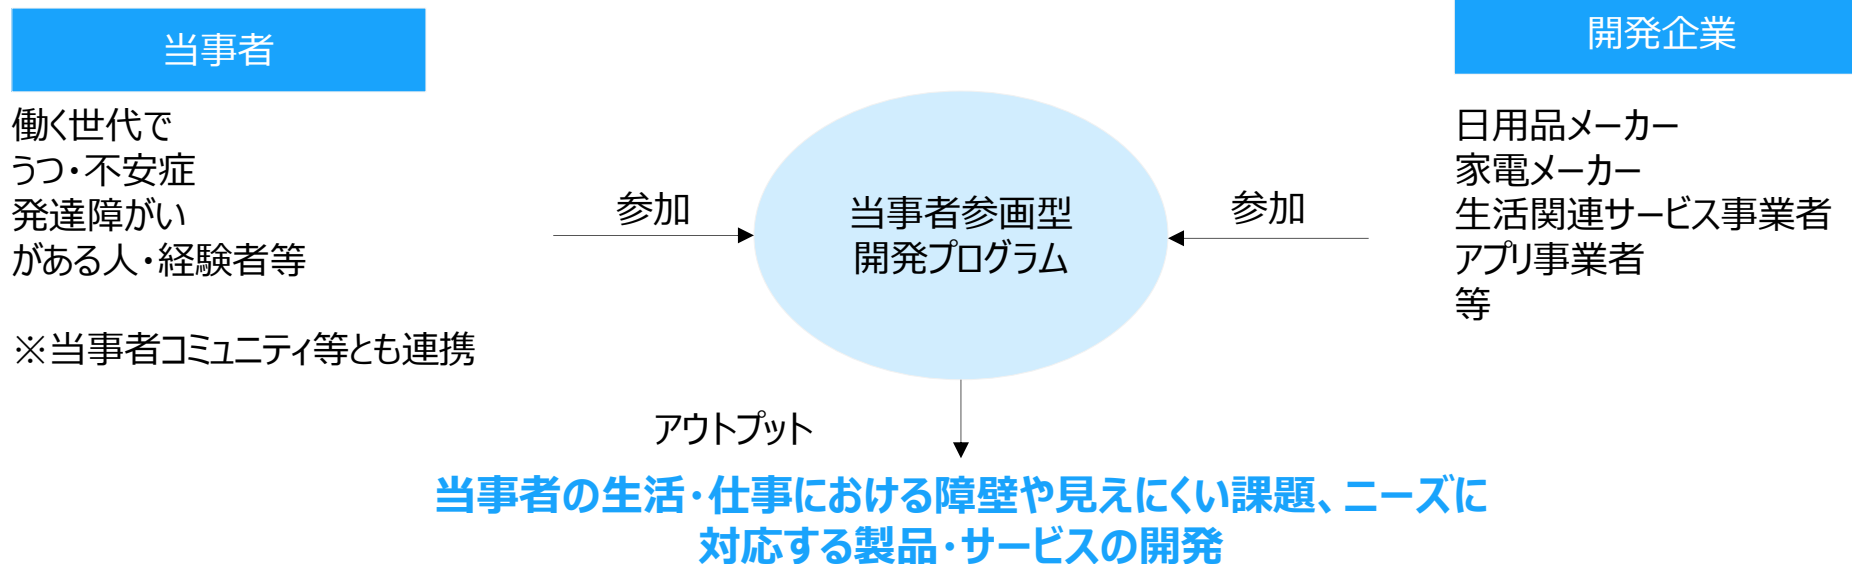 当事者
働く世代で
うつ・不安症
発達障がい
がある人・経験者等
※当事者コミュニティ等とも連携
参加
当事者参画型
開発プログラム
参加
開発企業
日用品メーカー
家電メーカー
生活関連サービス事業者
アプリ事業者
等
アウトプット
当事者の生活・仕事における障壁や見えにくい課題、ニーズに
対応する製品・サービスの開発